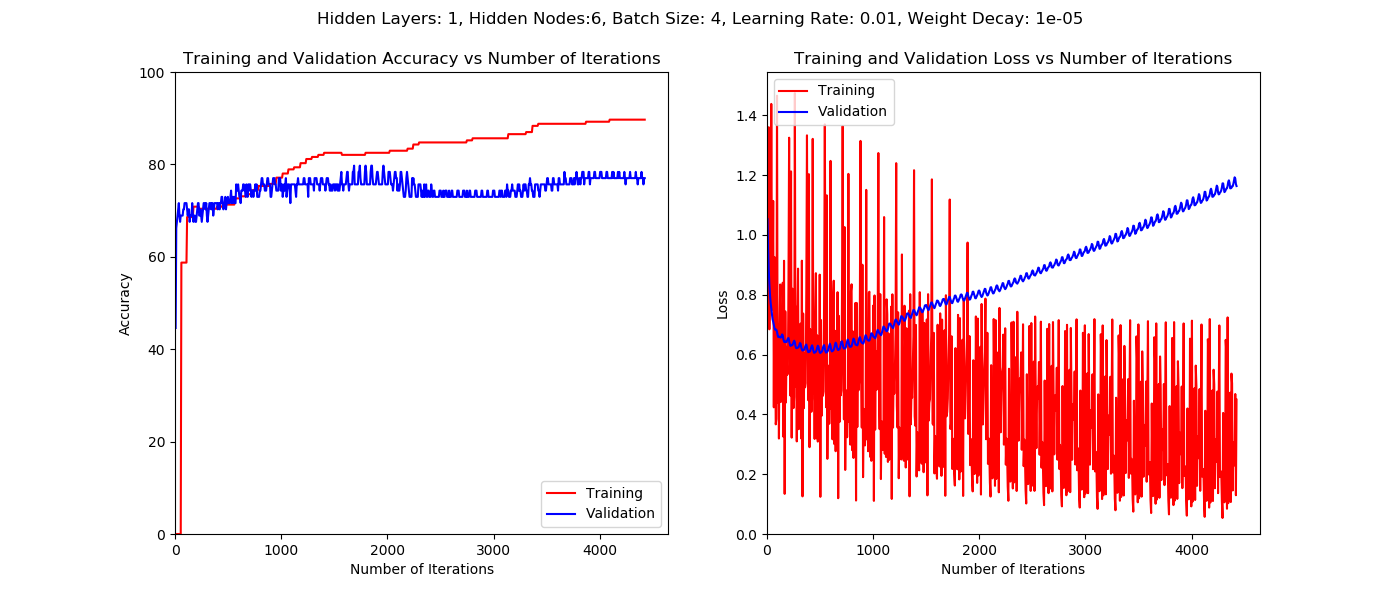 Hidden Layers: 1, Hidden Nodes:6, Batch Size: 4, Learning Rate: 0.01, Weight Decay: 1e-05
Training and Validation Accuracy vs Number of Iterations
100
80
60
40
20
0
Accuracy
0 1000 2000 3000 4000
Number of Iterations
Training
Validation
Training and Validation Loss vs Number of Iterations
Training
Validation
1.4
1.2
1.0
0.8
0.6
0.4
0.2
0.0
Loss
0 1000 2000 3000 4000
Number of Iterations